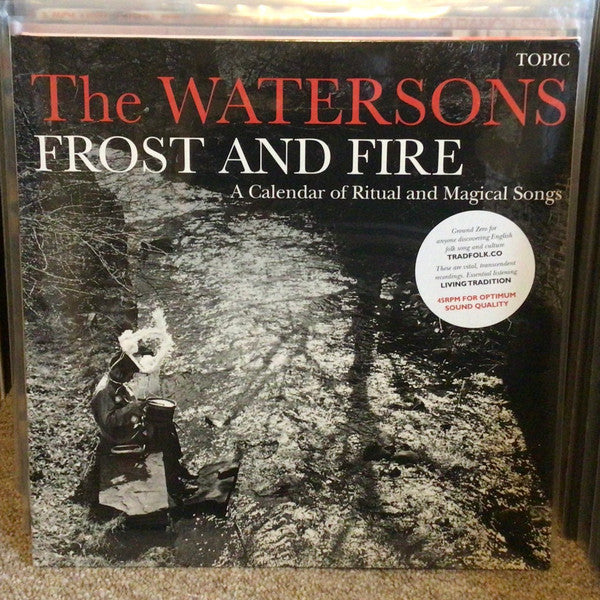 TOPIC
The WATERSONS
FROST AND FIRE
A Calendar of Ritual and Magical Songs
Ground Zero for
anyone discovering English
folk song and culture
TRADFOLK.CO
These are vital, transcendent
recordings. Essential listening
LIVING TRADITION
45RPM FOR OPTIMUM
SOUND QUALITY